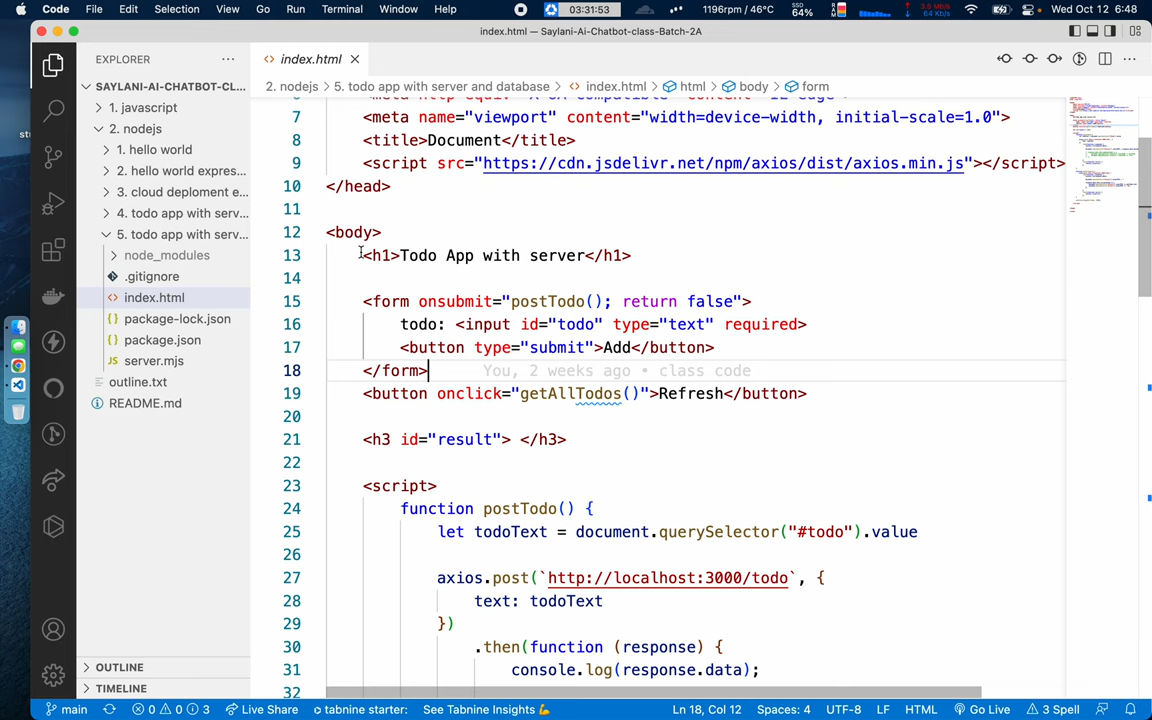 Code File Edit Selection View Go Run Terminal Window Help 03:31:53 1196rpm / 46°C SSD 64% 3.9 MB/s 64 Kb/s Wed Oct 12 6:48
index.html — Saylani-Ai-Chatbot-class-Batch-2A
EXPLORER
SAYLANI-AI-CHATBOT-CL...
1. javascript
2. nodejs
1. hello world
2. hello world expres...
3. cloud deploment e...
4. todo app with serv...
5. todo app with serv...
node_modules
.gitignore
index.html
package-lock.json
package.json
server.mjs
outline.txt
README.md
OUTLINE
TIMELINE
index.html
2. nodejs > 5. todo app with server and database > index.html > html > body > form
7 <meta name="viewport" content="width=device-width, initial-scale=1.0">
8 <title>Document</title>
9 <script src="https://cdn.jsdelivr.net/npm/axios/dist/axios.min.js"></script>
10 </head>
11
12 <body>
13 <h1>Todo App with server</h1>
14
15 <form onsubmit="postTodo(); return false">
16 todo: <input id="todo" type="text" required>
17 <button type="submit">Add</button>
18 </form> You, 2 weeks ago • class code
19 <button onclick="getAllTodos()">Refresh</button>
20
21 <h3 id="result"> </h3>
22
23 <script>
24 function postTodo() {
25 let todoText = document.querySelector("#todo").value
26
27 axios.post(`http://localhost:3000/todo`, {
28 text: todoText
29 })
30 .then(function (response) {
31 console.log(response.data);
32
main 0 0 3 Live Share tabnine starter: See Tabnine Insights Ln 18, Col 12 Spaces: 4 UTF-8 LF HTML Go Live 3 Spell